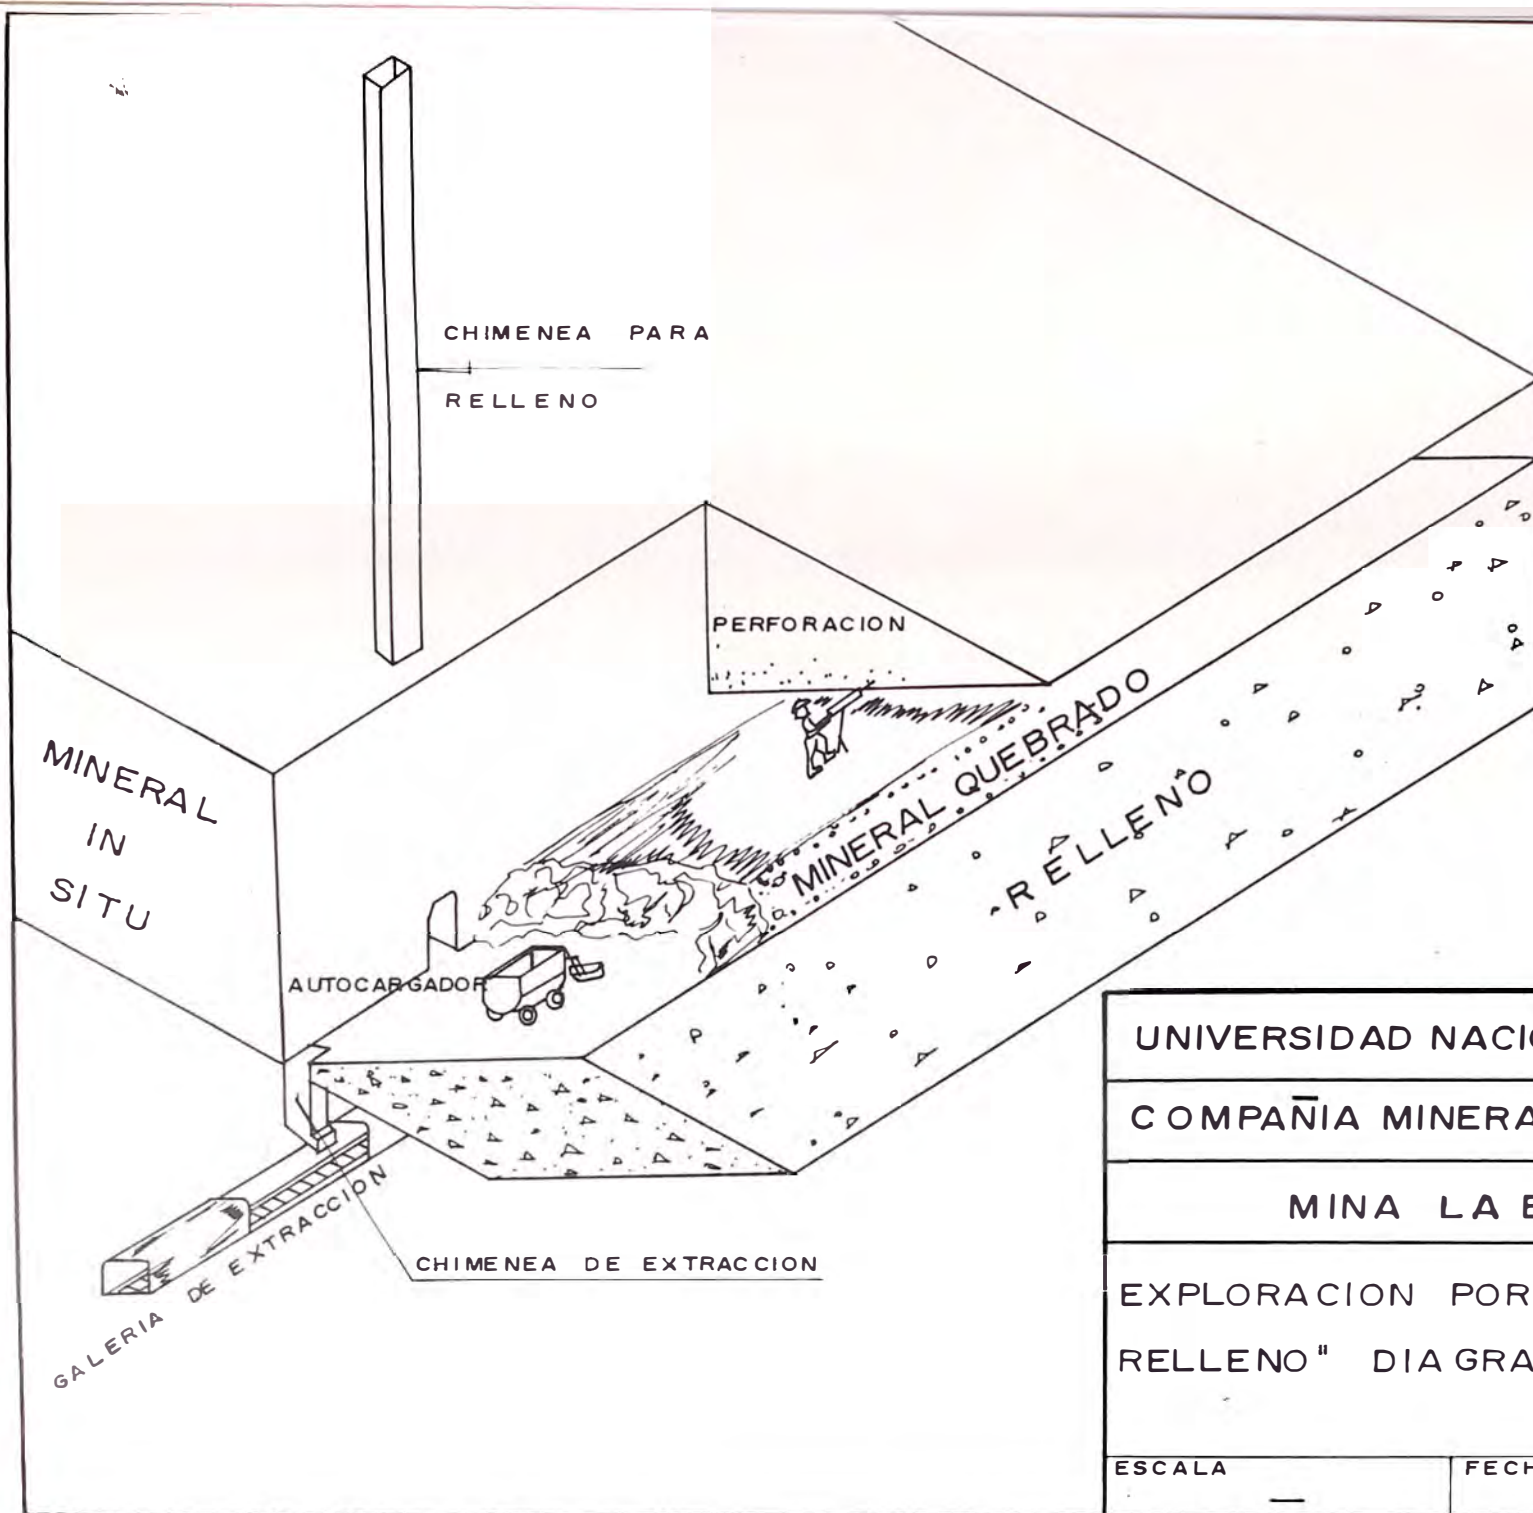 CHIMENEA PARA
RELLENO
PERFORACION
MINERAL
IN
SITU
MINERAL QUEBRADO
RELLENO
AUTOCARGADOR
GALERIA DE EXTRACCION
CHIMENEA DE EXTRACCION
UNIVERSIDAD NACIO
COMPAÑIA MINERA
MINA LA E
EXPLORACION POR
RELLENO" DIAGRA
ESCALA
—
FECH